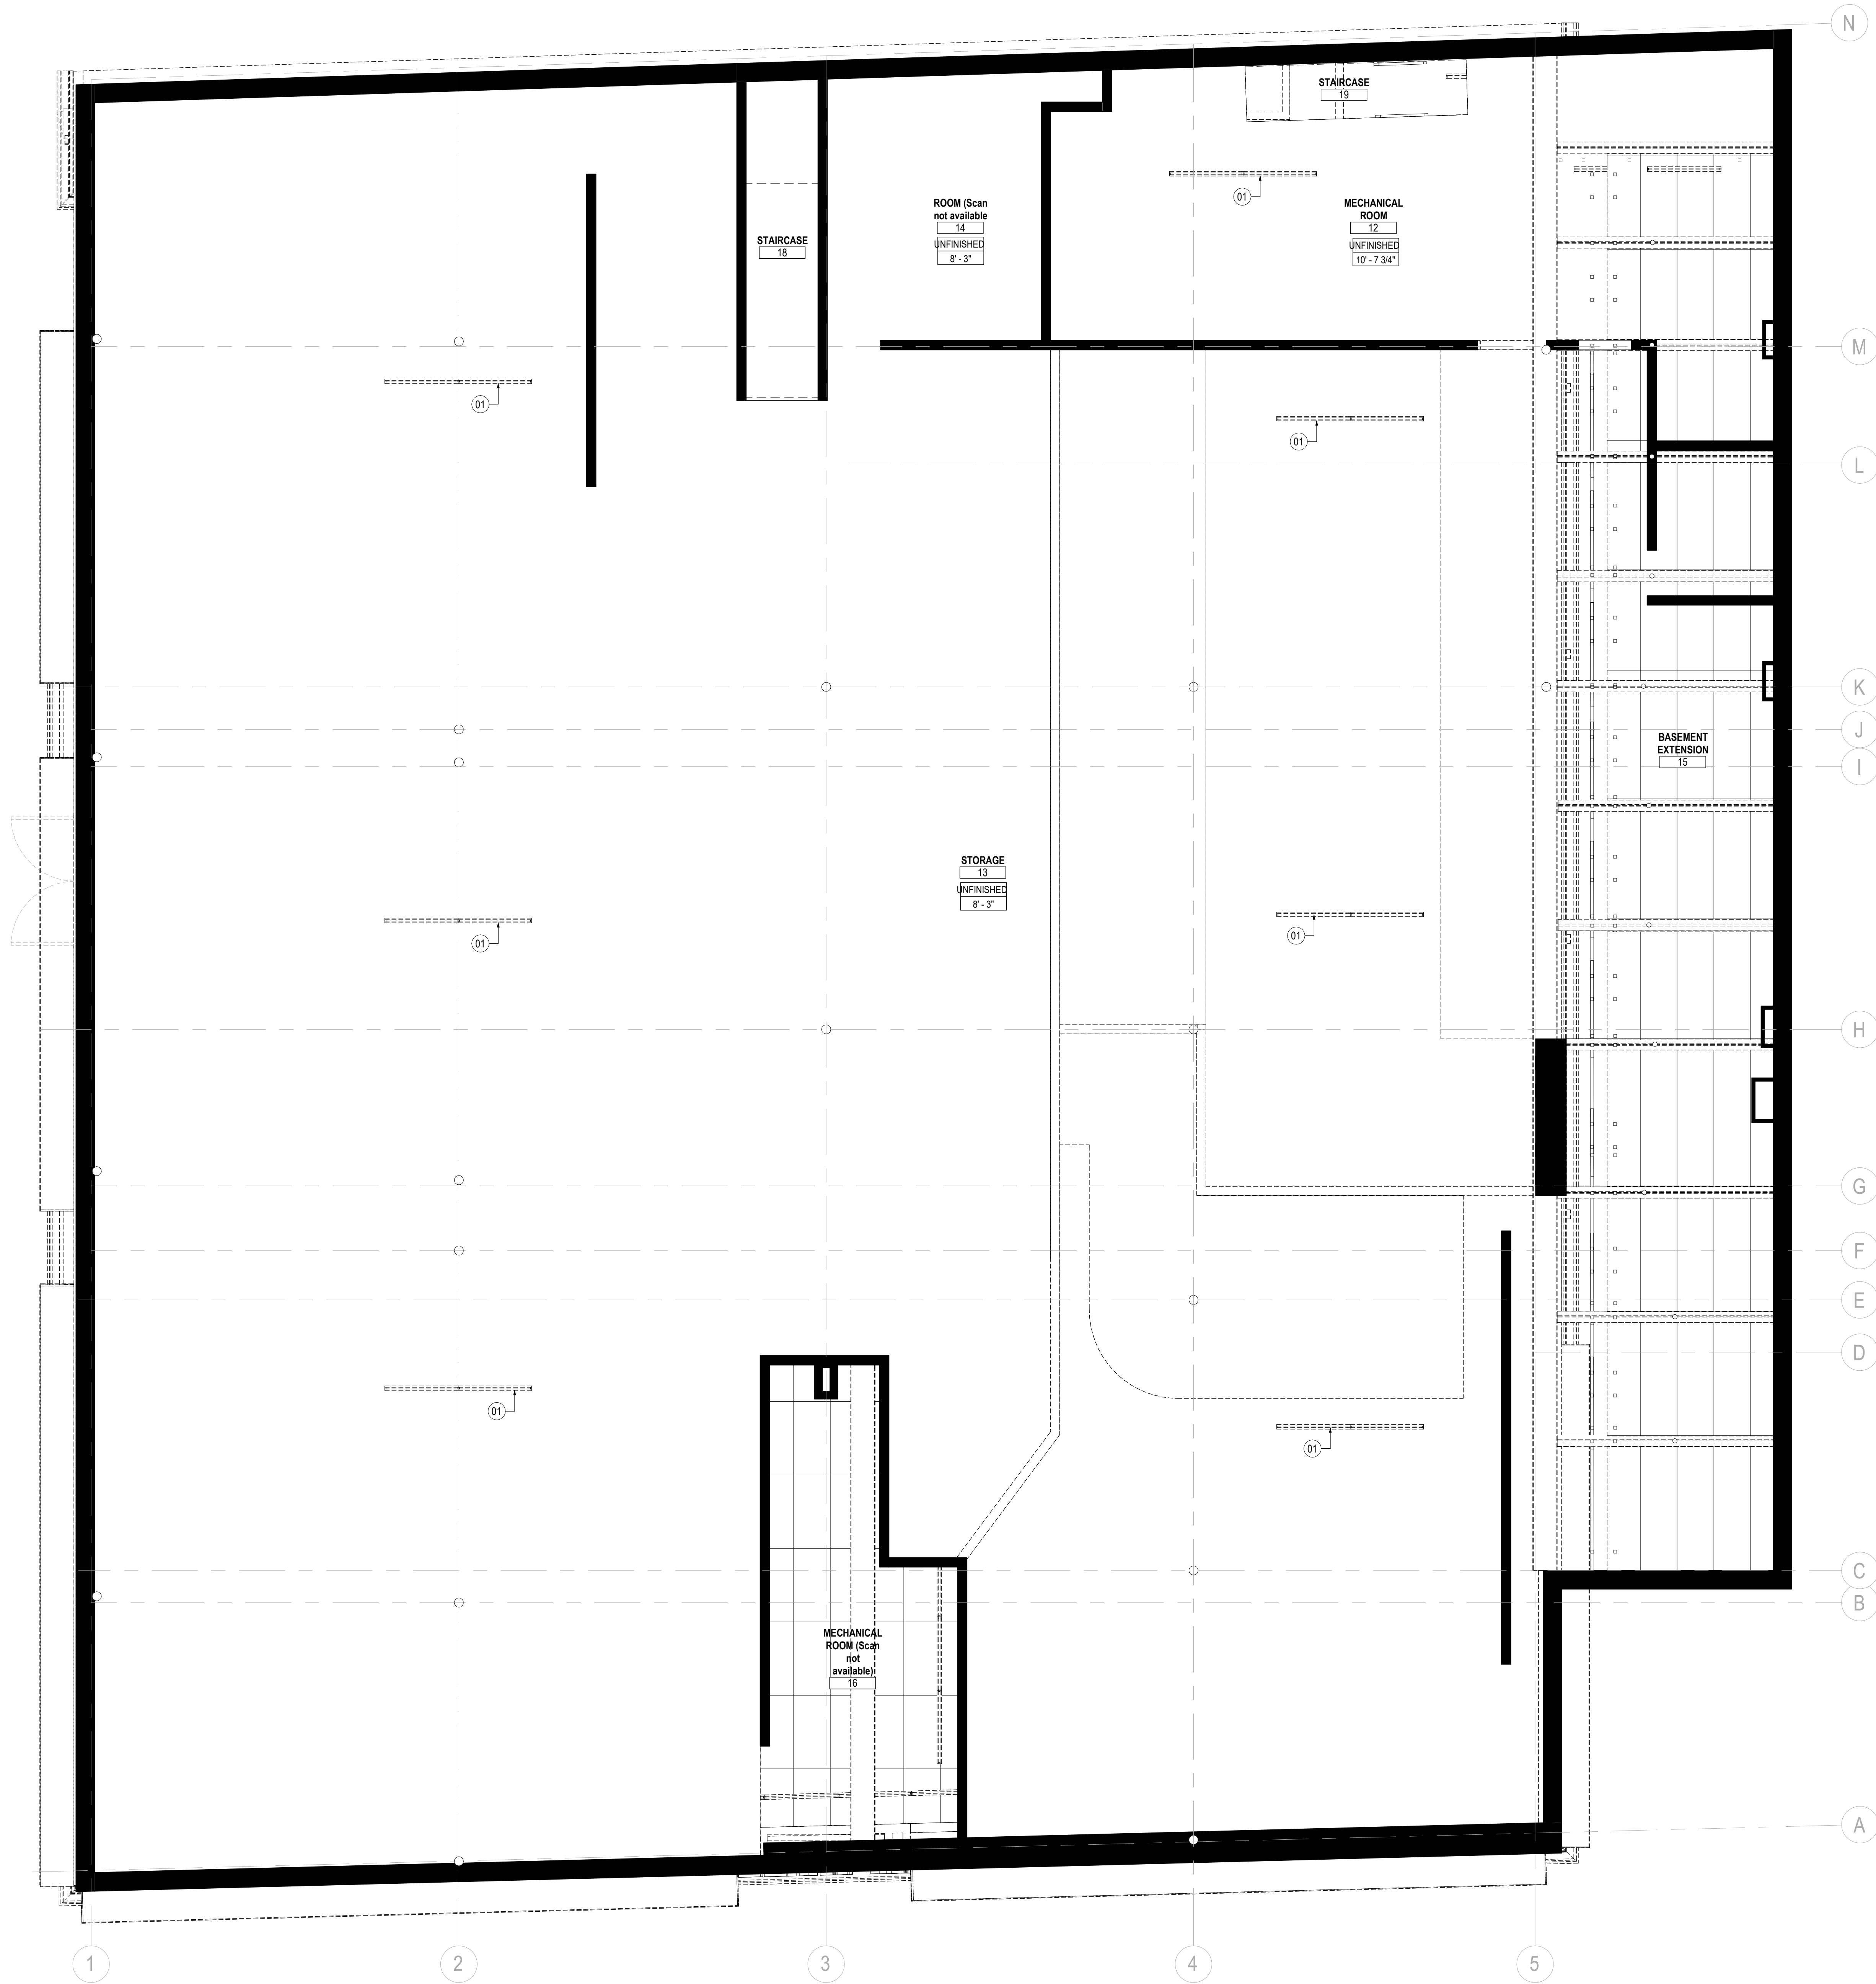 N
STAIRCASE
19
ROOM (Scan
not available
14
UNFINISHED
8' - 3"
01
MECHANICAL
ROOM
12
UNFINISHED
10' - 7 3/4"
STAIRCASE
18
M
01
01
L
K
J
BASEMENT
EXTENSION
15
I
STORAGE
13
UNFINISHED
8' - 3"
01
01
H
G
F
E
D
01
01
C
B
MECHANICAL
ROOM (Scan
not
available)
16
A
1
2
3
4
5